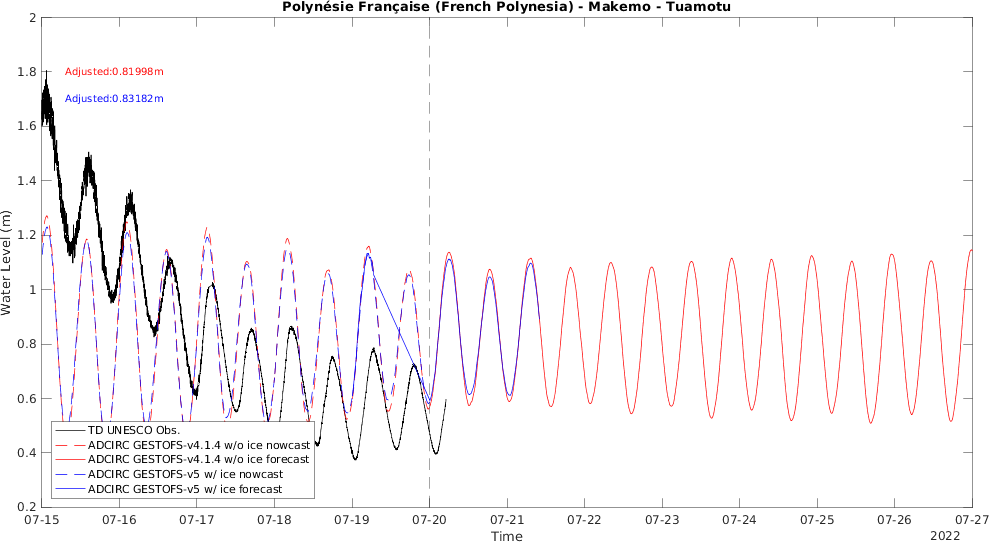 Polynésie Française (French Polynesia) - Makemo - Tuamotu
2
1.8
1.6
1.4
1.2
1
0.8
0.6
0.4
0.2
Water Level (m)
Adjusted:0.81998m
Adjusted:0.83182m
TD UNESCO Obs.
ADCIRC GESTOFS-v4.1.4 w/o ice nowcast
ADCIRC GESTOFS-v4.1.4 w/o ice forecast
ADCIRC GESTOFS-v5 w/ ice nowcast
ADCIRC GESTOFS-v5 w/ ice forecast
07-15 07-16 07-17 07-18 07-19 07-20 07-21 07-22 07-23 07-24 07-25 07-26 07-27
Time
2022